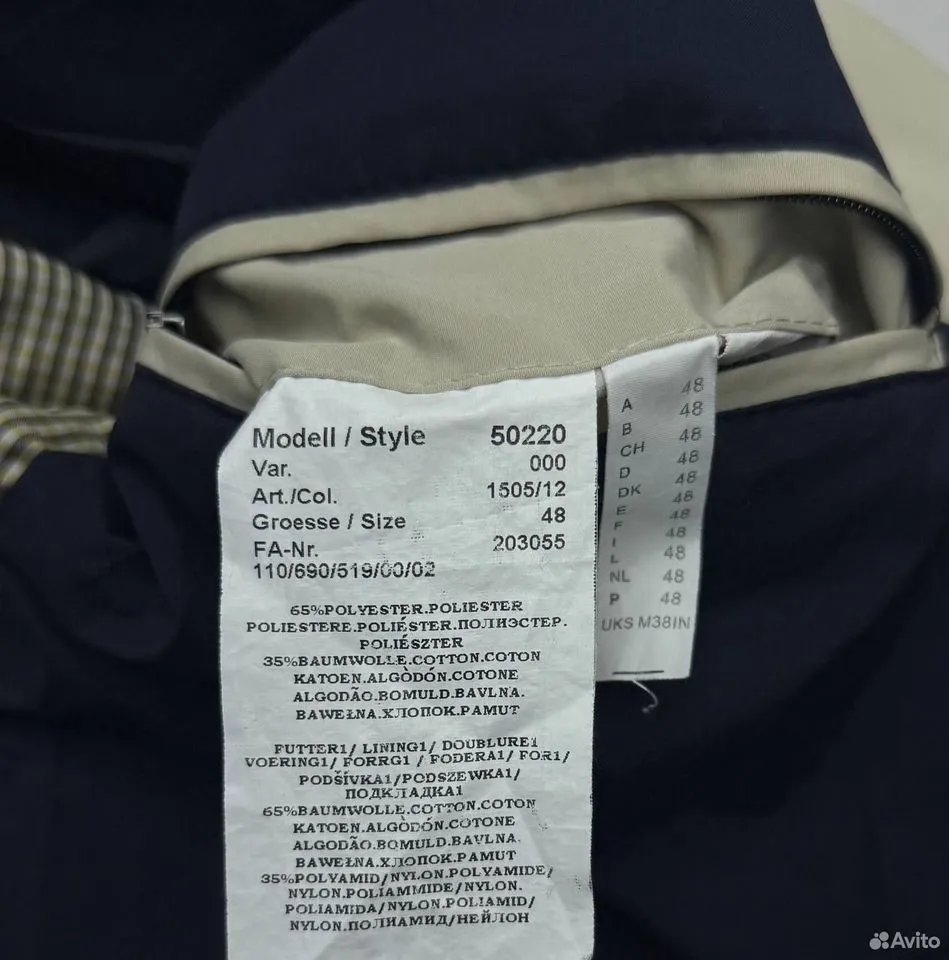 Modell / Style 50220
Var. 000
Art./Col. 1505/12
Groesse / Size 48
FA-Nr. 203055
110/690/519/00/02
65%POLYESTER.POLIESTER
POLIESTERE.POLIÉSTER.ПОЛИЭСТЕР.
POLIÉSZTER
35%BAUMWOLLE.COTTON.COTON
KATOEN.ALGÒDÓN.COTONE
ALGODÃO.BOMULD.BAVLNA.
BAWEŁNA.ХЛОПОК.PAMUT
FUTTER1/ LINING1/ DOUBLURE1
VOERING1/ FORRG1 / FODERA1/ FOR1/
PODŠÍVKA1/PODSZEWKA1/
ПОДКЛАДКА1
65%BAUMWOLLE.COTTON.COTON
KATOEN.ALGÒDÓN.COTONE
ALGODÃO.BOMULD.BAVLNA.
BAWEŁNA.ХЛОПОК.PAMUT
35%POLYAMID/NYLON.POLYAMIDE/
NYLON.POLIAMMIDE/NYLON.
POLIAMIDA/NYLON.POLIAMID/
NYLON.ПОЛИАМИД/НЕЙЛОН
A 48
B 48
CH 48
D 48
DK 48
E 48
F 48
I 48
L 48
NL 48
P 48
UKS M38IN
Avito